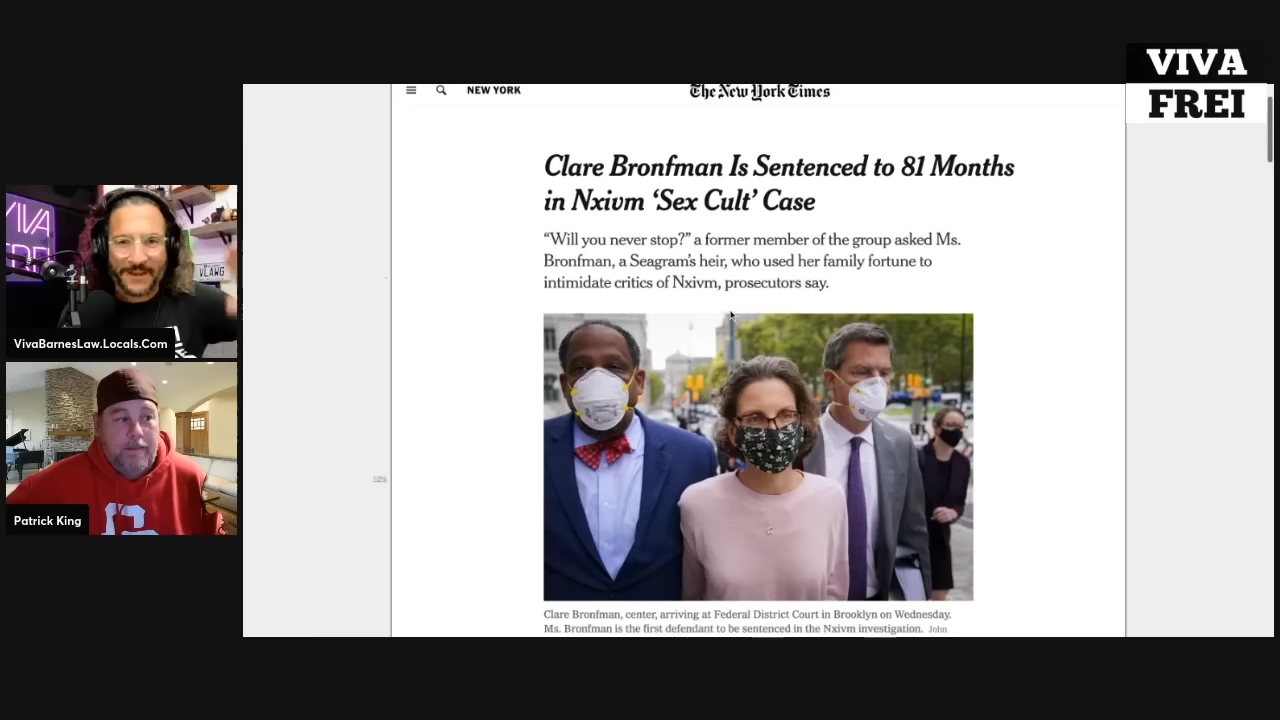 VIVA
FREI
NEW YORK
The New York Times
Clare Bronfman Is Sentenced to 81 Months
in Nxivm ‘Sex Cult’ Case
“Will you never stop?” a former member of the group asked Ms.
Bronfman, a Seagram’s heir, who used her family fortune to
intimidate critics of Nxivm, prosecutors say.
VIVA
VLAWG
VivaBarnesLaw.Locals.Com
Patrick King
10%
Clare Bronfman, center, arriving at Federal District Court in Brooklyn on Wednesday.
Ms. Bronfman is the first defendant to be sentenced in the Nxivm investigation. John